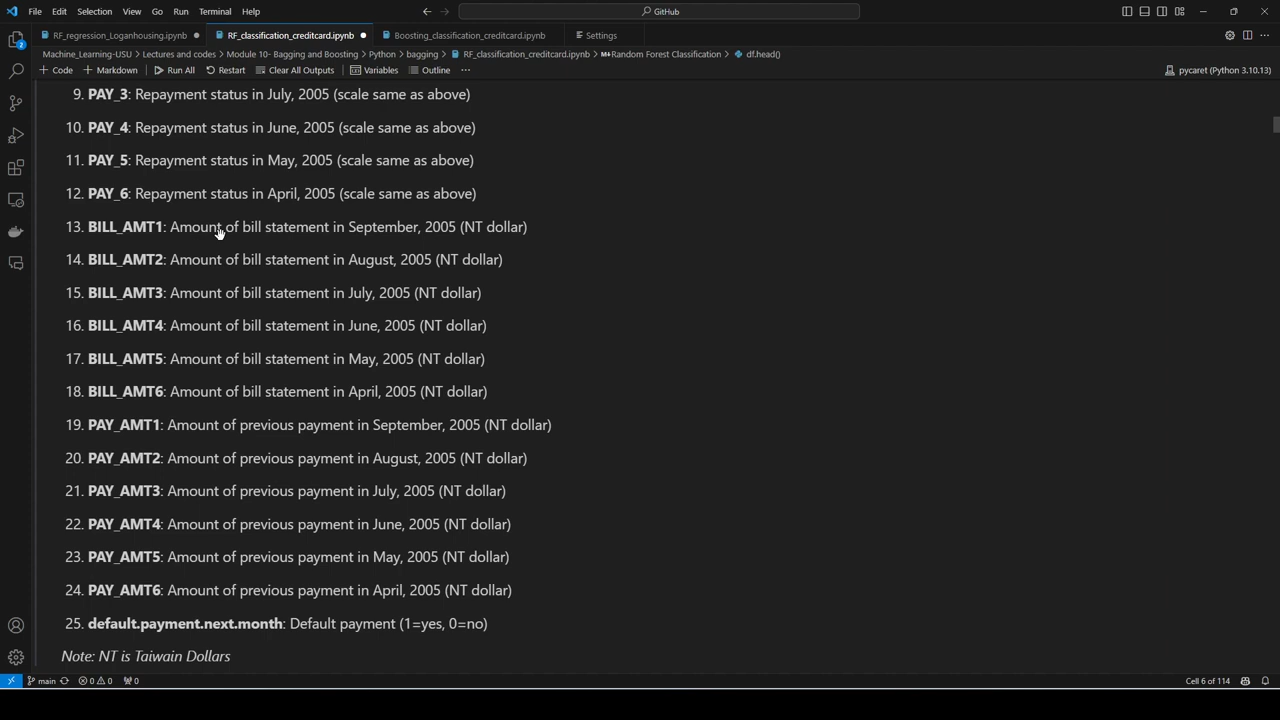 File Edit Selection View Go Run Terminal Help
GitHub
RF_regression_Loganhousing.ipynb RF_classification_creditcard.ipynb Boosting_classification_creditcard.ipynb Settings
Machine_Learning-USU > Lectures and codes > Module 10- Bagging and Boosting > Python > bagging > RF_classification_creditcard.ipynb > Random Forest Classification > df.head()
+ Code + Markdown Run All Restart Clear All Outputs Variables Outline ... pycaret (Python 3.10.13)
9. PAY_3: Repayment status in July, 2005 (scale same as above)
10. PAY_4: Repayment status in June, 2005 (scale same as above)
11. PAY_5: Repayment status in May, 2005 (scale same as above)
12. PAY_6: Repayment status in April, 2005 (scale same as above)
13. BILL_AMT1: Amount of bill statement in September, 2005 (NT dollar)
14. BILL_AMT2: Amount of bill statement in August, 2005 (NT dollar)
15. BILL_AMT3: Amount of bill statement in July, 2005 (NT dollar)
16. BILL_AMT4: Amount of bill statement in June, 2005 (NT dollar)
17. BILL_AMT5: Amount of bill statement in May, 2005 (NT dollar)
18. BILL_AMT6: Amount of bill statement in April, 2005 (NT dollar)
19. PAY_AMT1: Amount of previous payment in September, 2005 (NT dollar)
20. PAY_AMT2: Amount of previous payment in August, 2005 (NT dollar)
21. PAY_AMT3: Amount of previous payment in July, 2005 (NT dollar)
22. PAY_AMT4: Amount of previous payment in June, 2005 (NT dollar)
23. PAY_AMT5: Amount of previous payment in May, 2005 (NT dollar)
24. PAY_AMT6: Amount of previous payment in April, 2005 (NT dollar)
25. default.payment.next.month: Default payment (1=yes, 0=no)
Note: NT is Taiwain Dollars
main 0 0 0 Cell 6 of 114